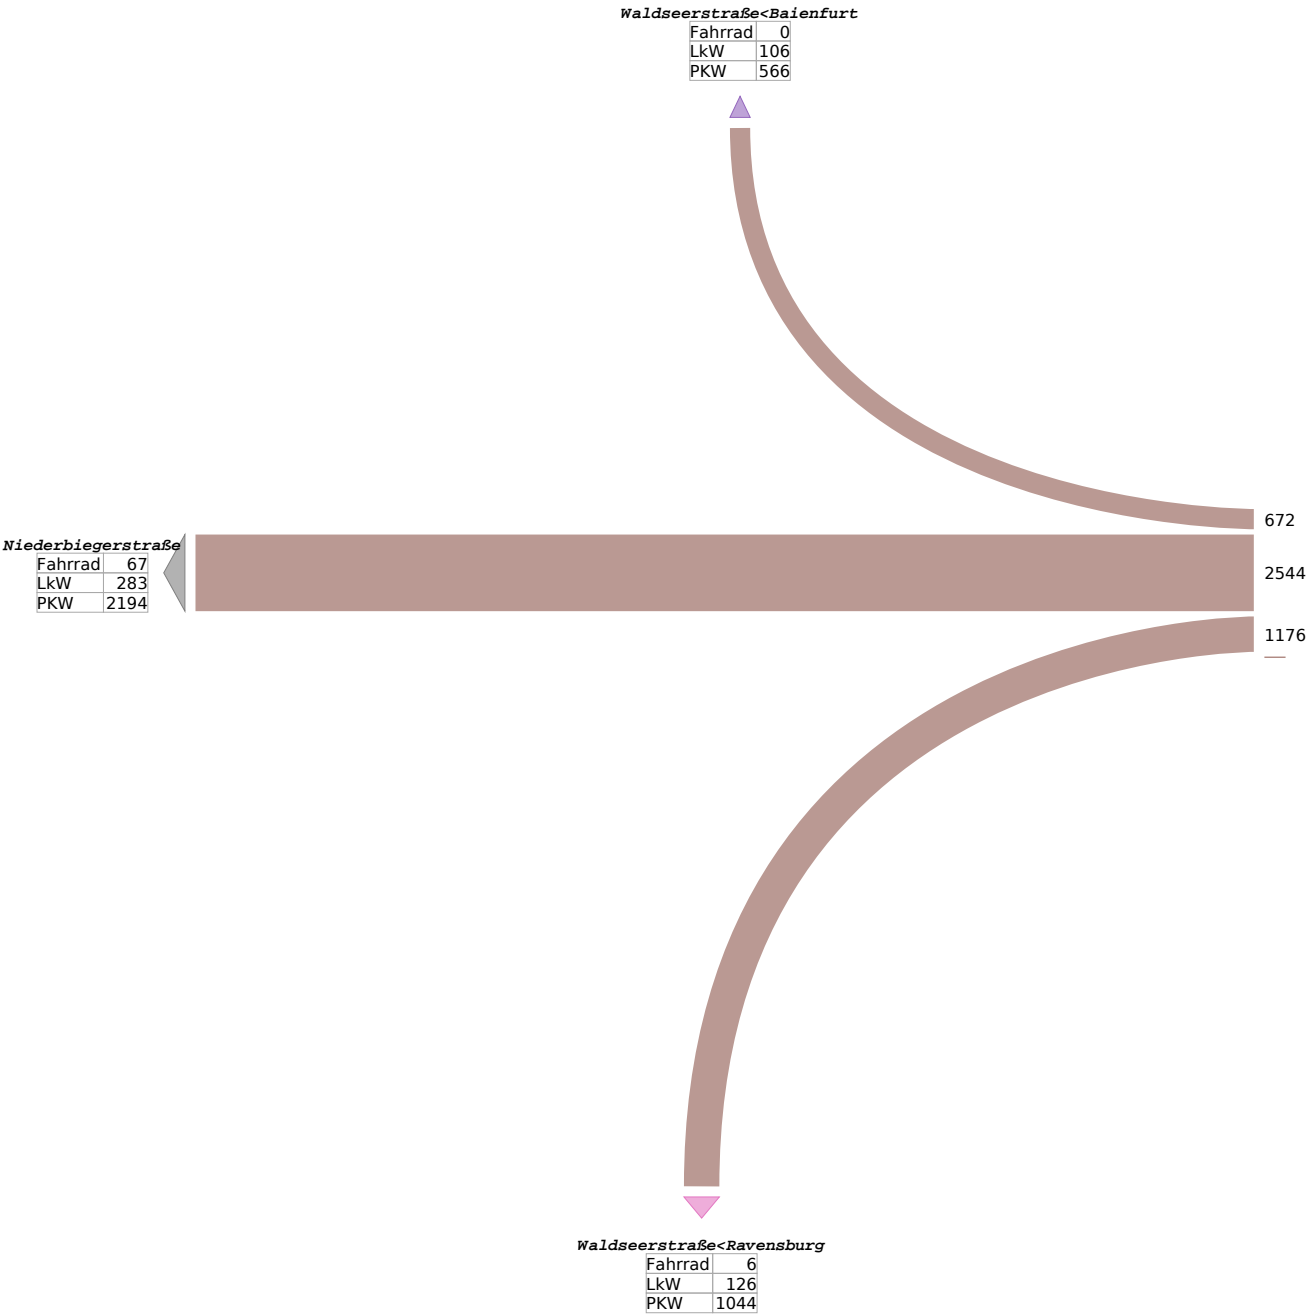 Waldseerstraße<Baienfurt
Fahrrad 0
LkW 106
PKW 566
672
Niederbiegerstraße
Fahrrad 67
LkW 283
PKW 2194
2544
1176
Waldseerstraße<Ravensburg
Fahrrad 6
LkW 126
PKW 1044